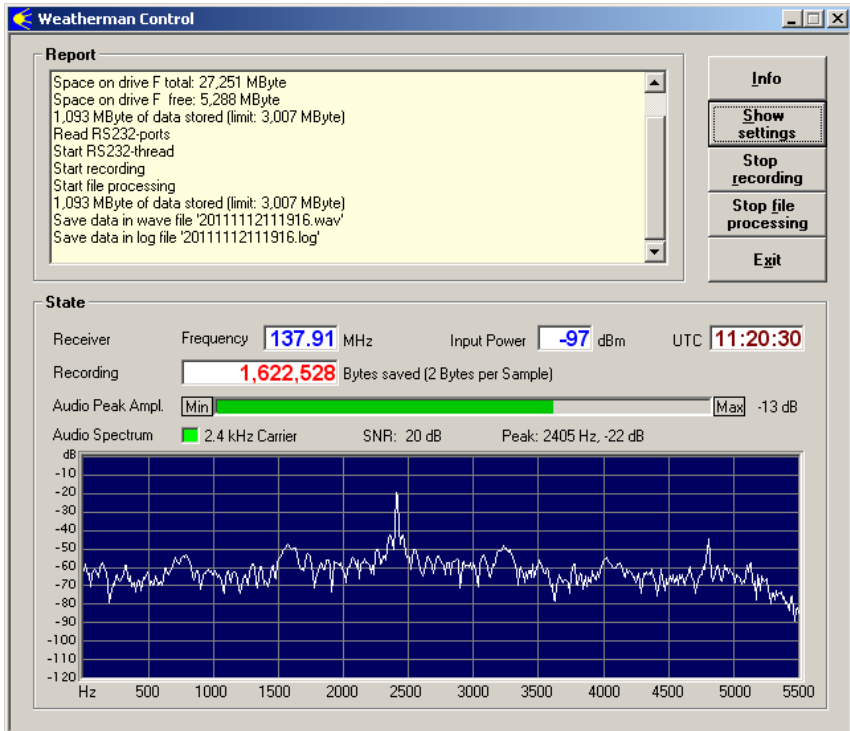 Weatherman Control
Report
Space on drive F total: 27,251 MByte
Space on drive F  free: 5,288 MByte
1,093 MByte of data stored (limit: 3,007 MByte)
Read RS232-ports
Start RS232-thread
Start recording
Start file processing
1,093 MByte of data stored (limit: 3,007 MByte)
Save data in wave file '20111112111916.wav'
Save data in log file '20111112111916.log'
Info
Show
settings
Stop
recording
Stop file
processing
Exit
State
Receiver Frequency 137.91 MHz Input Power -97 dBm UTC 11:20:30
Recording 1,622,528 Bytes saved (2 Bytes per Sample)
Audio Peak Ampl. Min Max -13 dB
Audio Spectrum 2.4 kHz Carrier SNR: 20 dB Peak: 2405 Hz, -22 dB
dB
-10
-20
-30
-40
-50
-60
-70
-80
-90
-100
-110
-120
Hz 500 1000 1500 2000 2500 3000 3500 4000 4500 5000 5500